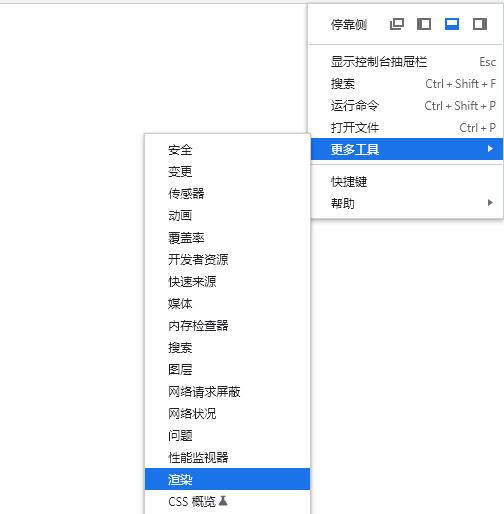 停靠侧
显示控制台抽屉栏 Esc
搜索 Ctrl + Shift + F
运行命令 Ctrl + Shift + P
打开文件 Ctrl + P
更多工具
快捷键
帮助
安全
变更
传感器
动画
覆盖率
开发者资源
快速来源
媒体
内存检查器
搜索
图层
网络请求屏蔽
网络状况
问题
性能监视器
渲染
CSS 概览